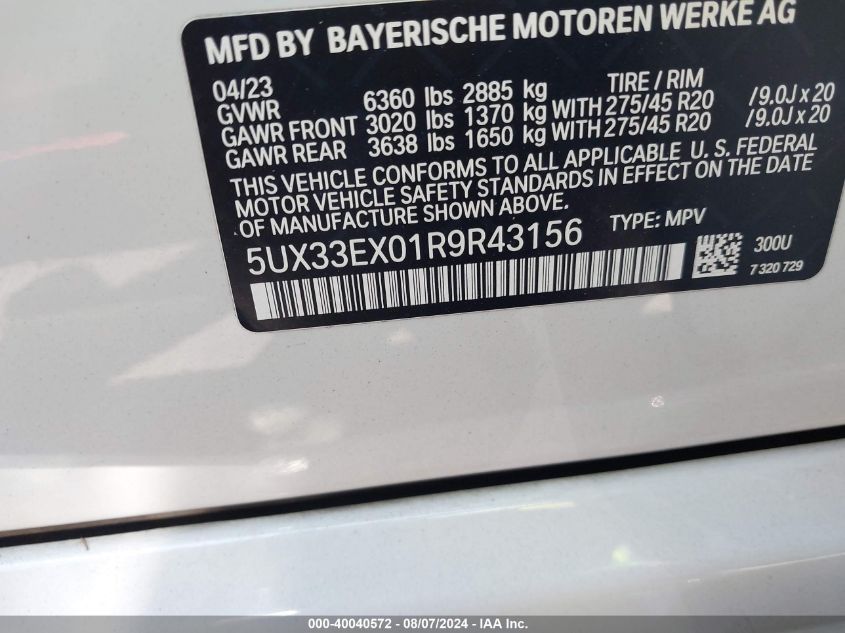 MFD BY BAYERISCHE MOTOREN WERKE AG
04/23 TIRE / RIM
GVWR 6360 lbs 2885 kg
GAWR FRONT 3020 lbs 1370 kg WITH 275/45 R20 /9.0J x 20
GAWR REAR 3638 lbs 1650 kg WITH 275/45 R20 /9.0J x 20
THIS VEHICLE CONFORMS TO ALL APPLICABLE U. S. FEDERAL
MOTOR VEHICLE SAFETY STANDARDS IN EFFECT ON THE DATE
OF MANUFACTURE SHOWN ABOVE.
5UX33EX01R9R43156 TYPE: MPV
300U
7 320 729
000-40040572 - 08/07/2024 - IAA Inc.